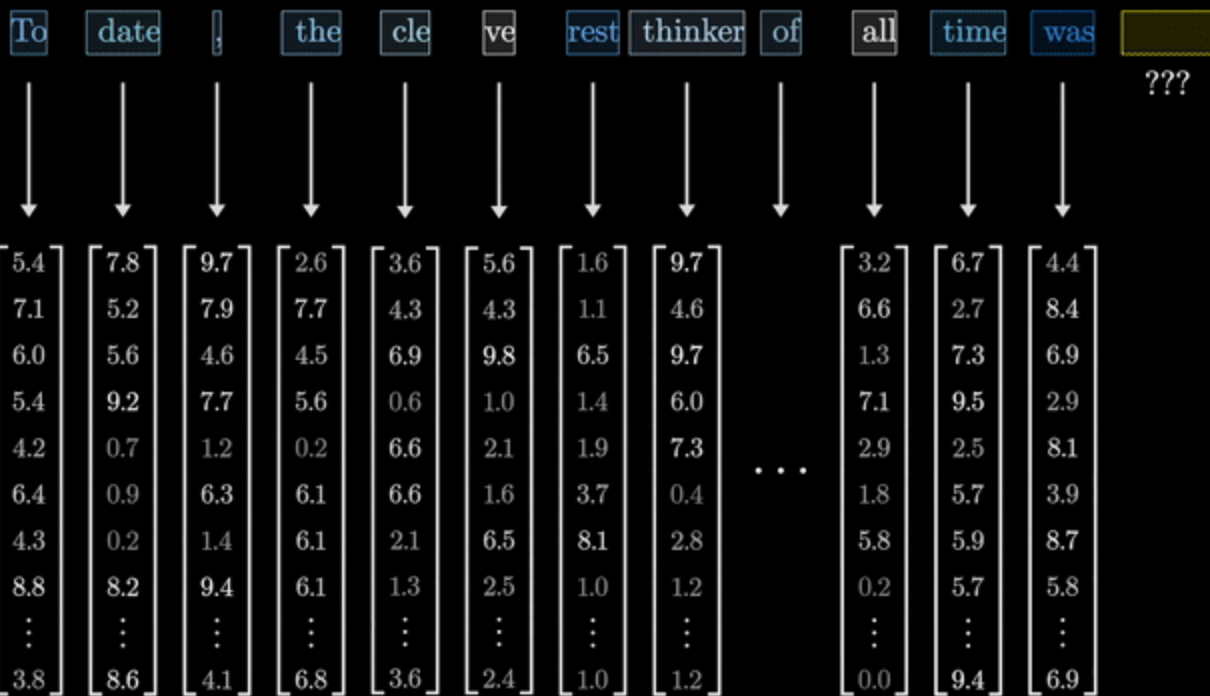 To date , the cle ve rest thinker of all time was
???
5.4 7.8 9.7 2.6 3.6 5.6 1.6 9.7 3.2 6.7 4.4
7.1 5.2 7.9 7.7 4.3 4.3 1.1 4.6 6.6 2.7 8.4
6.0 5.6 4.6 4.5 6.9 9.8 6.5 9.7 1.3 7.3 6.9
5.4 9.2 7.7 5.6 0.6 1.0 1.4 6.0 7.1 9.5 2.9
4.2 0.7 1.2 0.2 6.6 2.1 1.9 7.3 ... 2.9 2.5 8.1
6.4 0.9 6.3 6.1 6.6 1.6 3.7 0.4 1.8 5.7 3.9
4.3 0.2 1.4 6.1 2.1 6.5 8.1 2.8 5.8 5.9 8.7
8.8 8.2 9.4 6.1 1.3 2.5 1.0 1.2 0.2 5.7 5.8
⋮ ⋮ ⋮ ⋮ ⋮ ⋮ ⋮ ⋮ ⋮ ⋮ ⋮
3.8 8.6 4.1 6.8 3.6 2.4 1.0 1.2 0.0 9.4 6.9